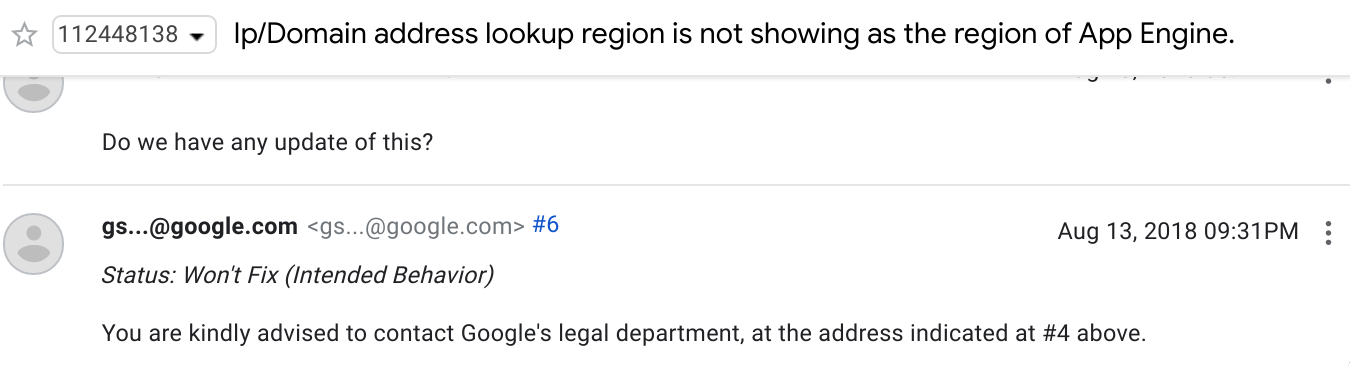 112448138
Ip/Domain address lookup region is not showing as the region of App Engine.
Do we have any update of this?
gs...@google.com <gs...@google.com> #6
Aug 13, 2018 09:31PM
Status: Won't Fix (Intended Behavior)
You are kindly advised to contact Google's legal department, at the address indicated at #4 above.